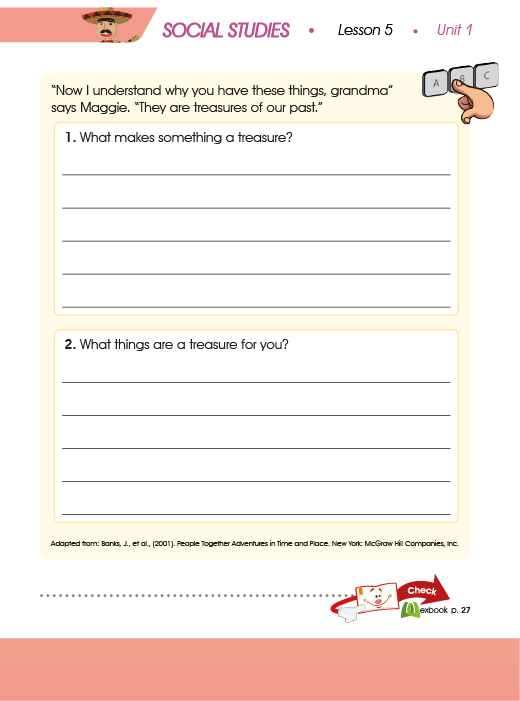 SOCIAL STUDIES • Lesson 5 • Unit 1
A B C
“Now I understand why you have these things, grandma”
says Maggie. “They are treasures of our past.”
1. What makes something a treasure?
2. What things are a treasure for you?
Adapted from: Banks, J., et al., (2001). People Together Adventures in Time and Place. New York: McGraw Hill Companies, Inc.
Check
exbook p. 27